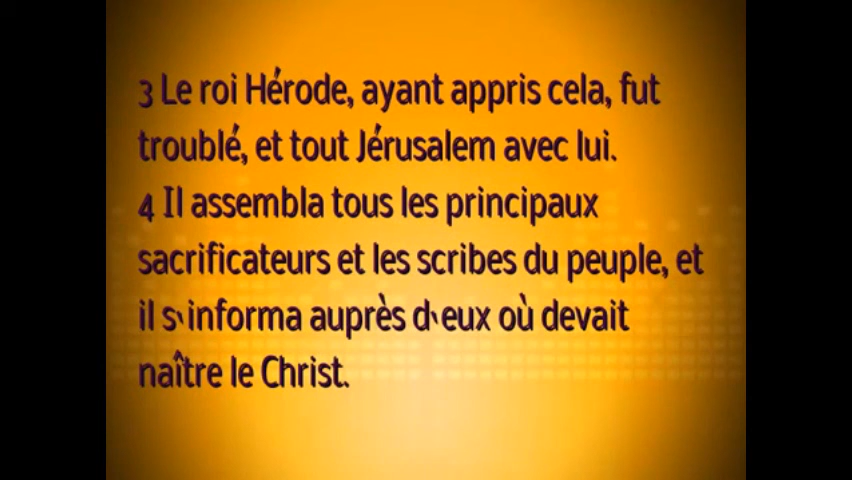 3 Le roi Hérode, ayant appris cela, fut
troublé, et tout Jérusalem avec lui.
4 Il assembla tous les principaux
sacrificateurs et les scribes du peuple, et
il s`informa auprès d`eux où devait
naître le Christ.